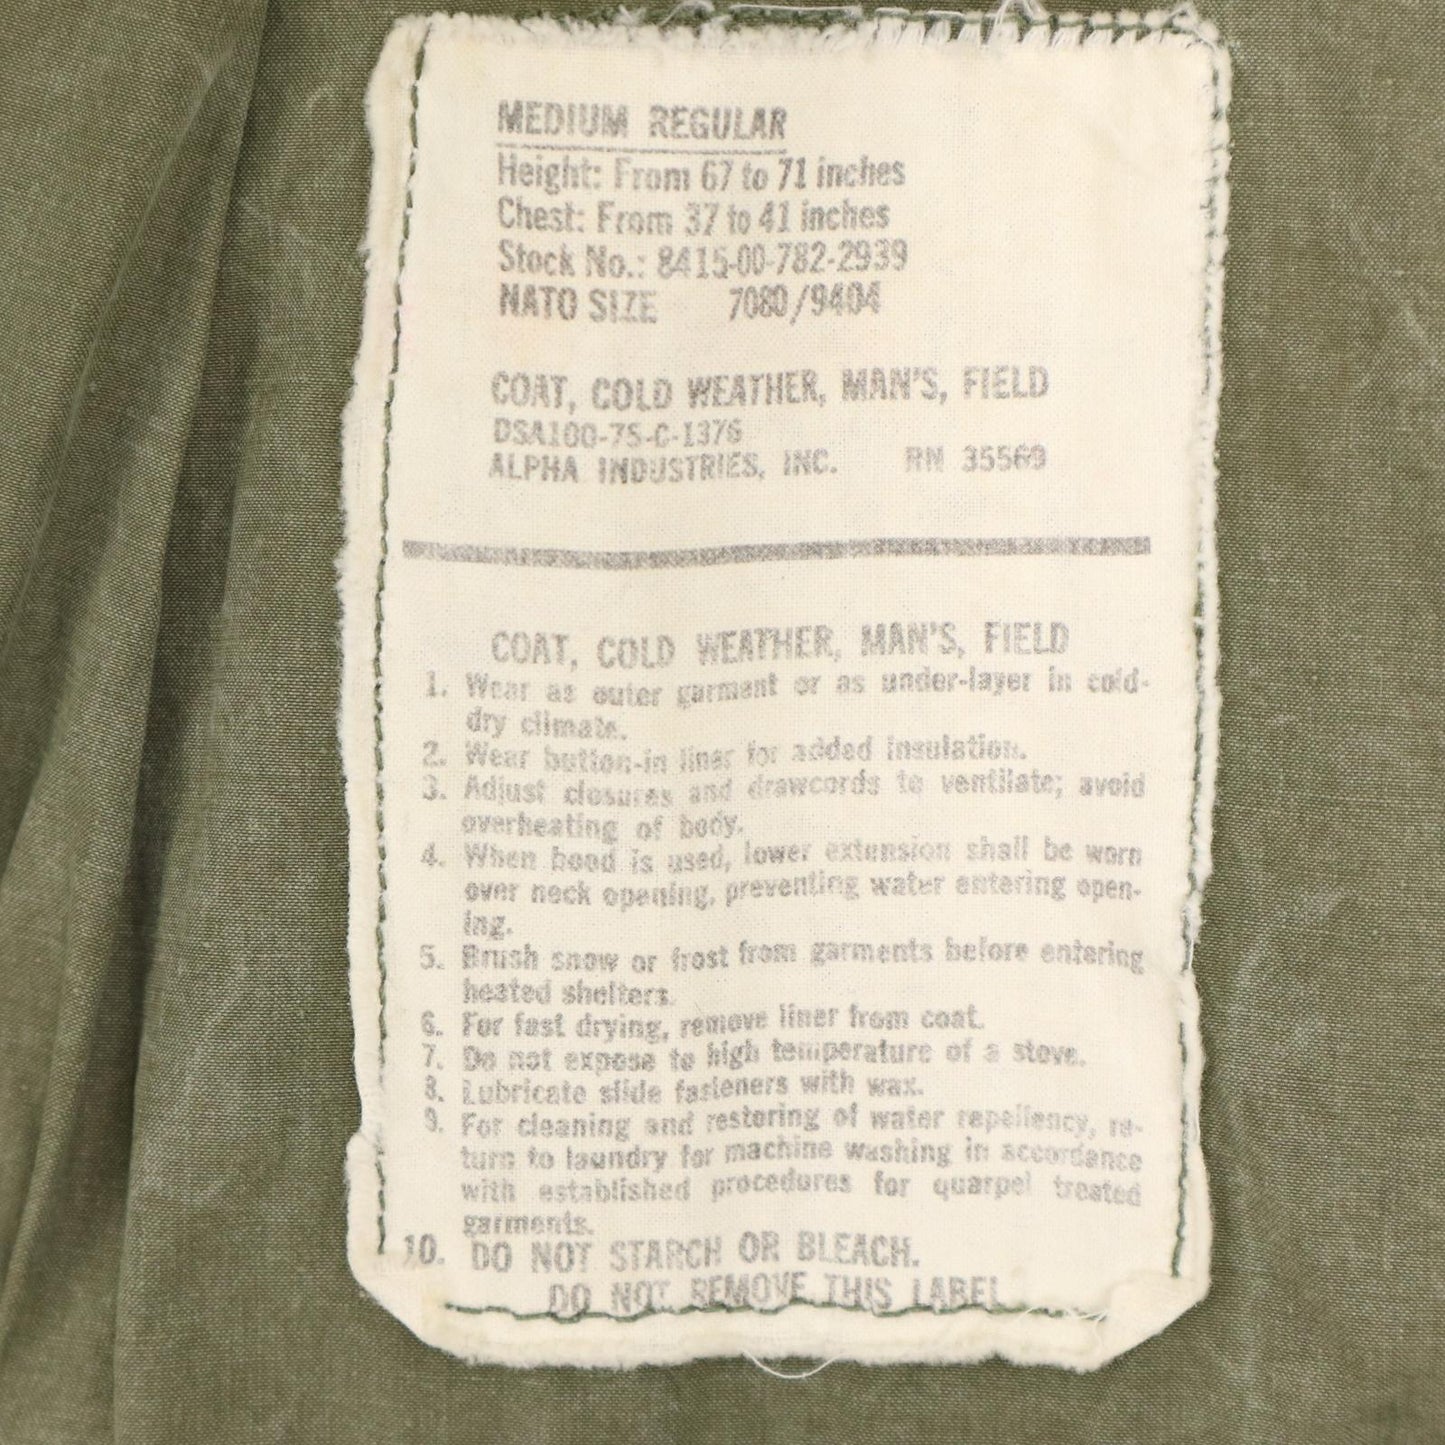 MEDIUM REGULAR
Height: From 67 to 71 inches
Chest: From 37 to 41 inches
Stock No.: 8415-00-782-2939
NATO SIZE 7080/9404
COAT, COLD WEATHER, MAN'S, FIELD
DSA100-75-C-1376
ALPHA INDUSTRIES, INC. RN 35569
COAT, COLD WEATHER, MAN'S, FIELD
1. Wear as outer garment or as under-layer in cold-
dry climate.
2. Wear button-in liner for added insulation.
3. Adjust closures and drawcords to ventilate; avoid
overheating of body.
4. When hood is used, lower extension shall be worn
over neck opening, preventing water entering open-
ing.
5. Brush snow or frost from garments before entering
heated shelters.
6. For fast drying, remove liner from coat.
7. Do not expose to high temperature of a stove.
8. Lubricate slide fasteners with wax.
9. For cleaning and restoring of water repellency, re-
turn to laundry for machine washing in accordance
with established procedures for quarpel treated
garments.
10. DO NOT STARCH OR BLEACH.
DO NOT REMOVE THIS LABEL